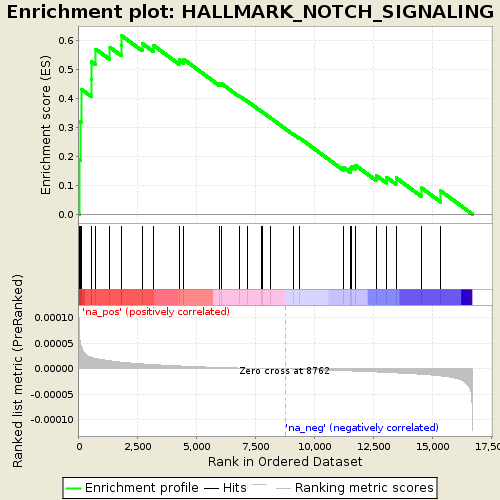 Enrichment plot: HALLMARK_NOTCH_SIGNALING
Enrichment score (ES)
0.6
0.5
0.4
0.3
0.2
0.1
0.0
'na_pos' (positively correlated)
Ranked list metric (PreRanked)
0.00010
0.00005
0.00000
-0.00005
-0.00010
Zero cross at 8762
'na_neg' (negatively correlated)
0
2,500
5,000
7,500
10,000
12,500
15,000
17,500
Rank in Ordered Dataset
Enrichment profile
Hits
Ranking metric scores